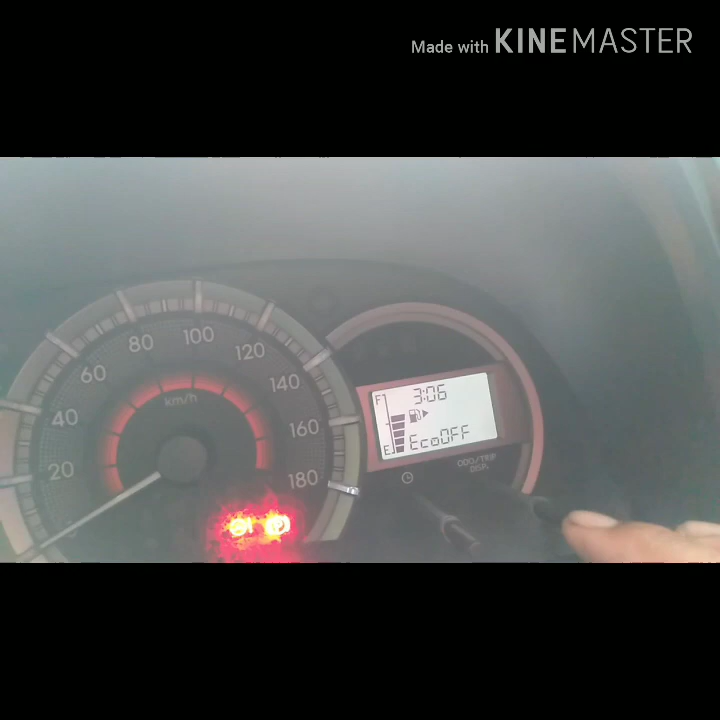 Made with KINEMASTER
100
80
120
60
140
km/h
40
160
20
180
P
3:06
F
E
EcoOFF
ODO/TRIP
DISP.